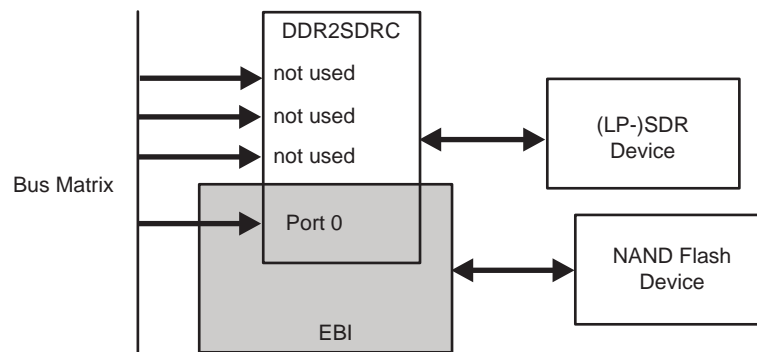 DDR2SDRC
not used
not used
not used
(LP-)SDR
Device
Bus Matrix
Port 0
NAND Flash
Device
EBI